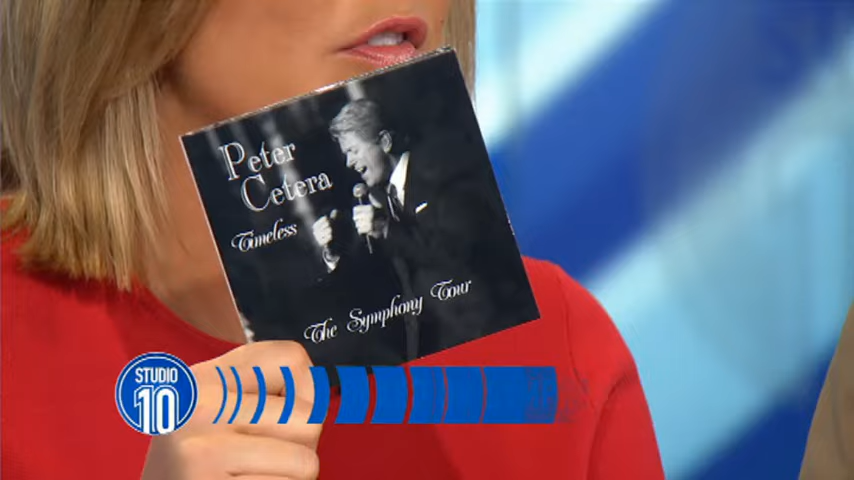 Peter
Cetera
Timeless
The Symphony Tour
STUDIO
10